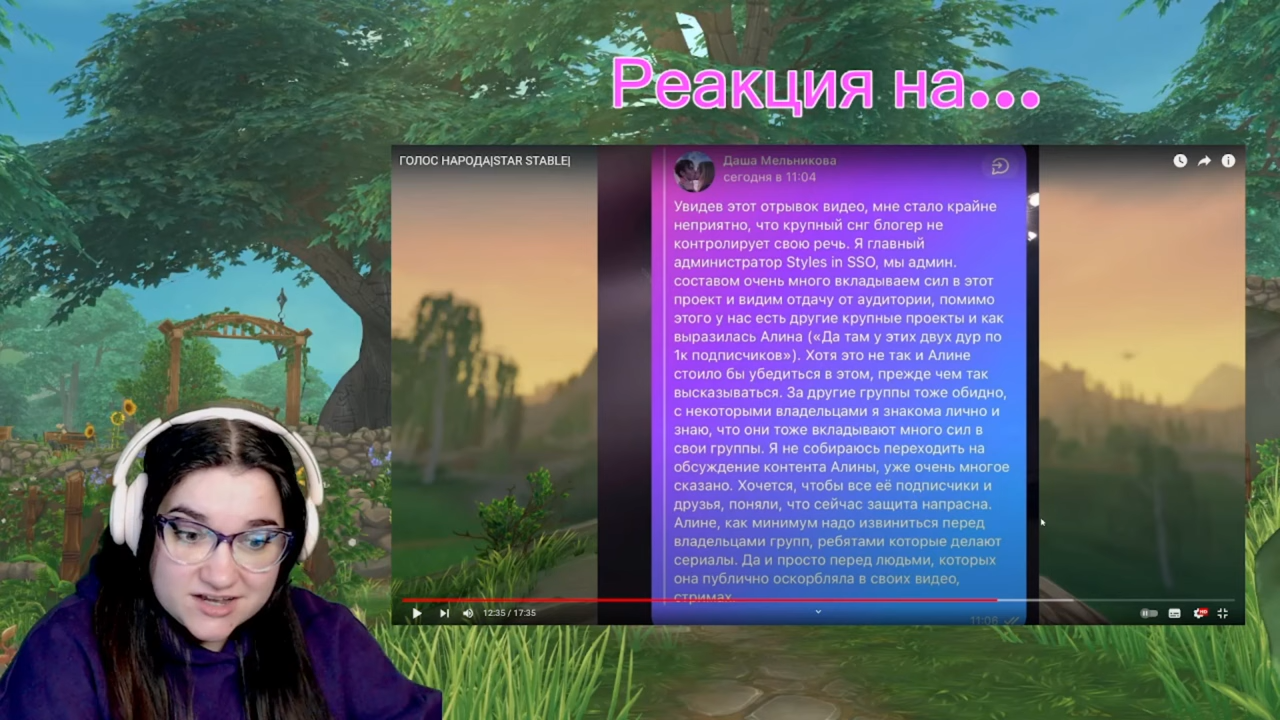 Реакция на...
ГОЛОС НАРОДА|STAR STABLE|
Даша Мельникова
сегодня в 11:04
Увидев этот отрывок видео, мне стало крайне
неприятно, что крупный снг блогер не
контролирует свою речь. Я главный
администратор Styles in SSO, мы админ.
составом очень много вкладываем сил в этот
проект и видим отдачу от аудитории, помимо
этого у нас есть другие крупные проекты и как
выразилась Алина («Да там у этих двух дур по
1к подписчиков»). Хотя это не так и Алине
стоило бы убедиться в этом, прежде чем так
высказываться. За другие группы тоже обидно,
с некоторыми владельцами я знакома лично и
знаю, что они тоже вкладывают много сил в
свои группы. Я не собираюсь переходить на
обсуждение контента Алины, уже очень многое
сказано. Хочется, чтобы все её подписчики и
друзья, поняли, что сейчас защита напрасна.
Алине, как минимум надо извиниться перед
владельцами групп, ребятами которые делают
сериалы. Да и просто перед людьми, которых
она публично оскорбляла в своих видео,
стримах.
11:06
12:35 / 17:35
HD